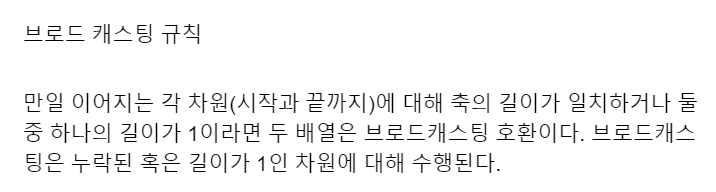 브로드 캐스팅 규칙
만일 이어지는 각 차원(시작과 끝까지)에 대해 축의 길이가 일치하거나 둘
중 하나의 길이가 1이라면 두 배열은 브로드캐스팅 호환이다. 브로드캐스
팅은 누락된 혹은 길이가 1인 차원에 대해 수행된다.